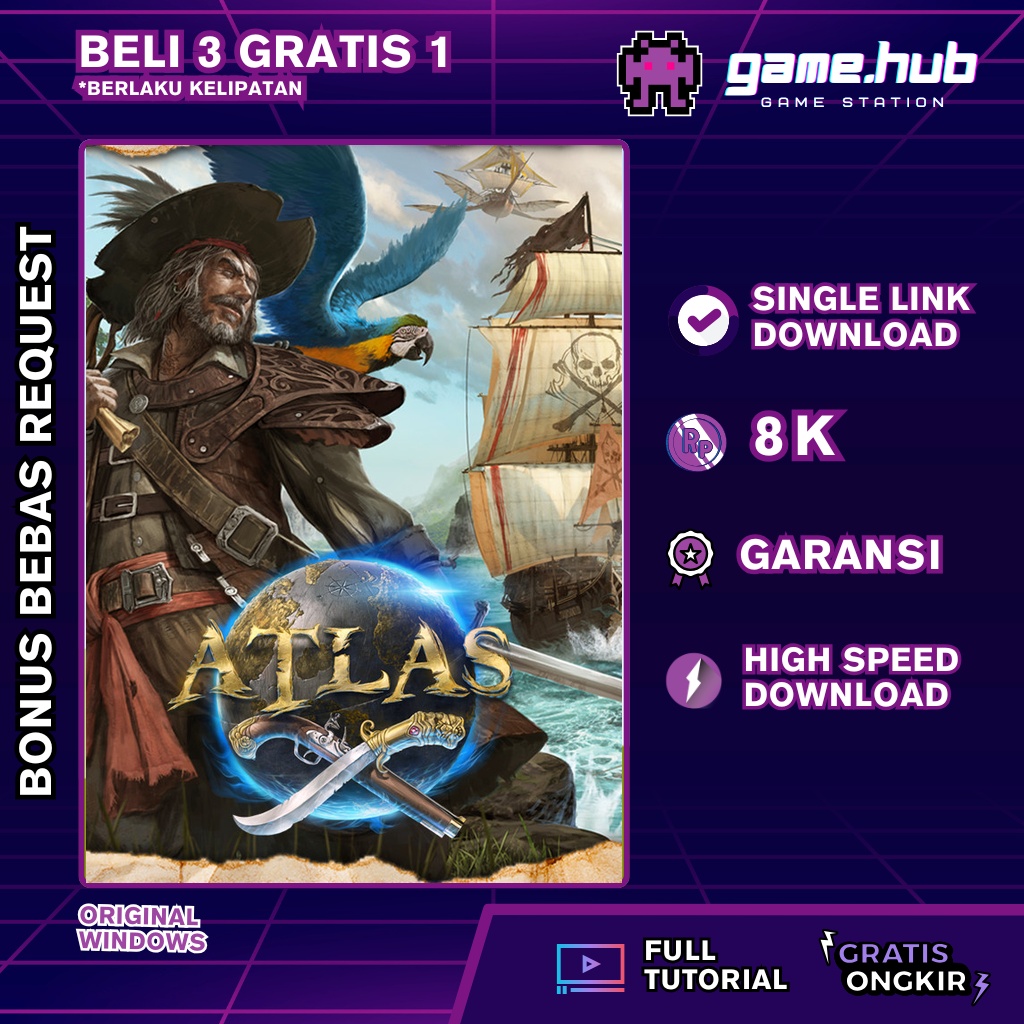 BELI 3 GRATIS 1
*BERLAKU KELIPATAN
game.hub
GAME STATION
BONUS BEBAS REQUEST
ATLAS
SINGLE LINK
DOWNLOAD
Rp
8K
GARANSI
HIGH SPEED
DOWNLOAD
ORIGINAL
WINDOWS
FULL
TUTORIAL
GRATIS
ONGKIR